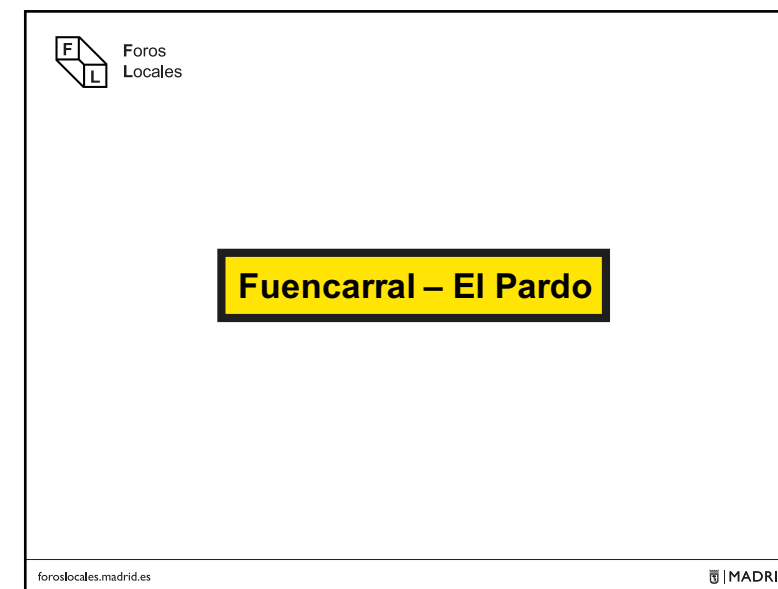 F
L
Foros
Locales
Fuencarral – El Pardo
foroslocales.madrid.es
MADRI